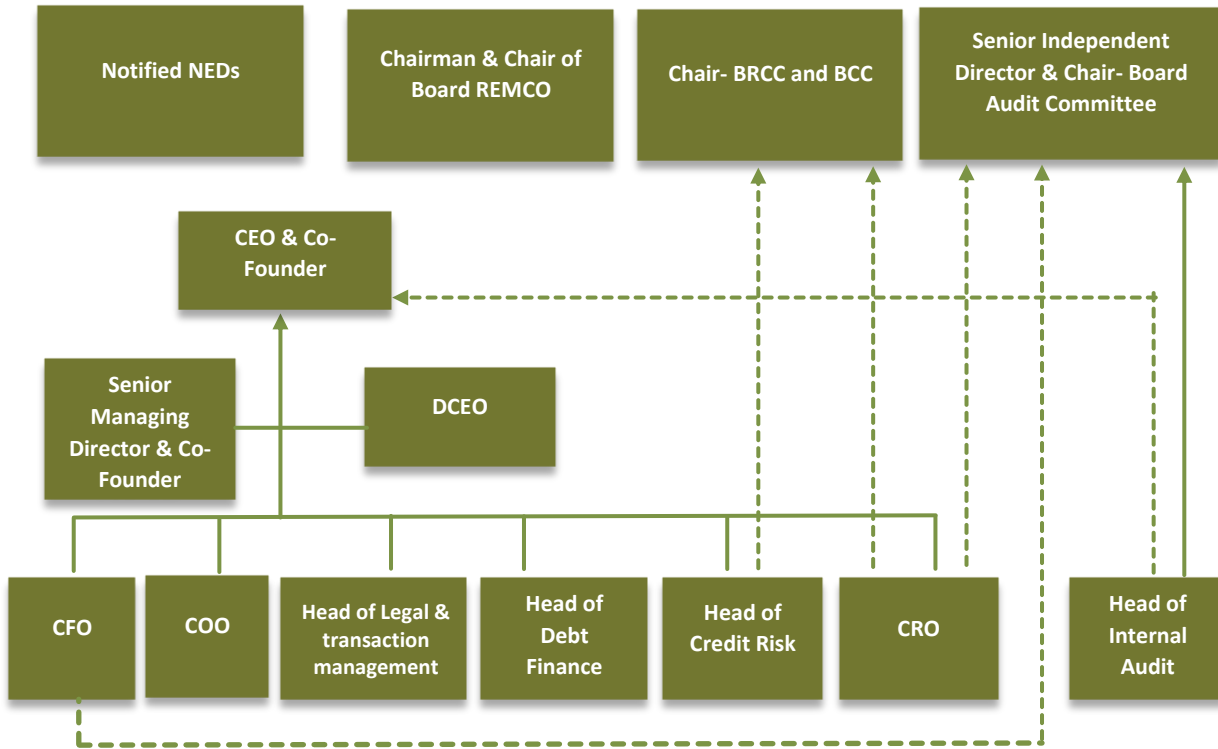 Notified NEDs
Chairman & Chair of
Board REMCO
Chair- BRCC and BCC
Senior Independent
Director & Chair- Board
Audit Committee
CEO & Co-
Founder
Senior
Managing
Director & Co-
Founder
DCEO
CFO
COO
Head of Legal &
transaction
management
Head of
Debt
Finance
Head of
Credit Risk
CRO
Head of
Internal
Audit